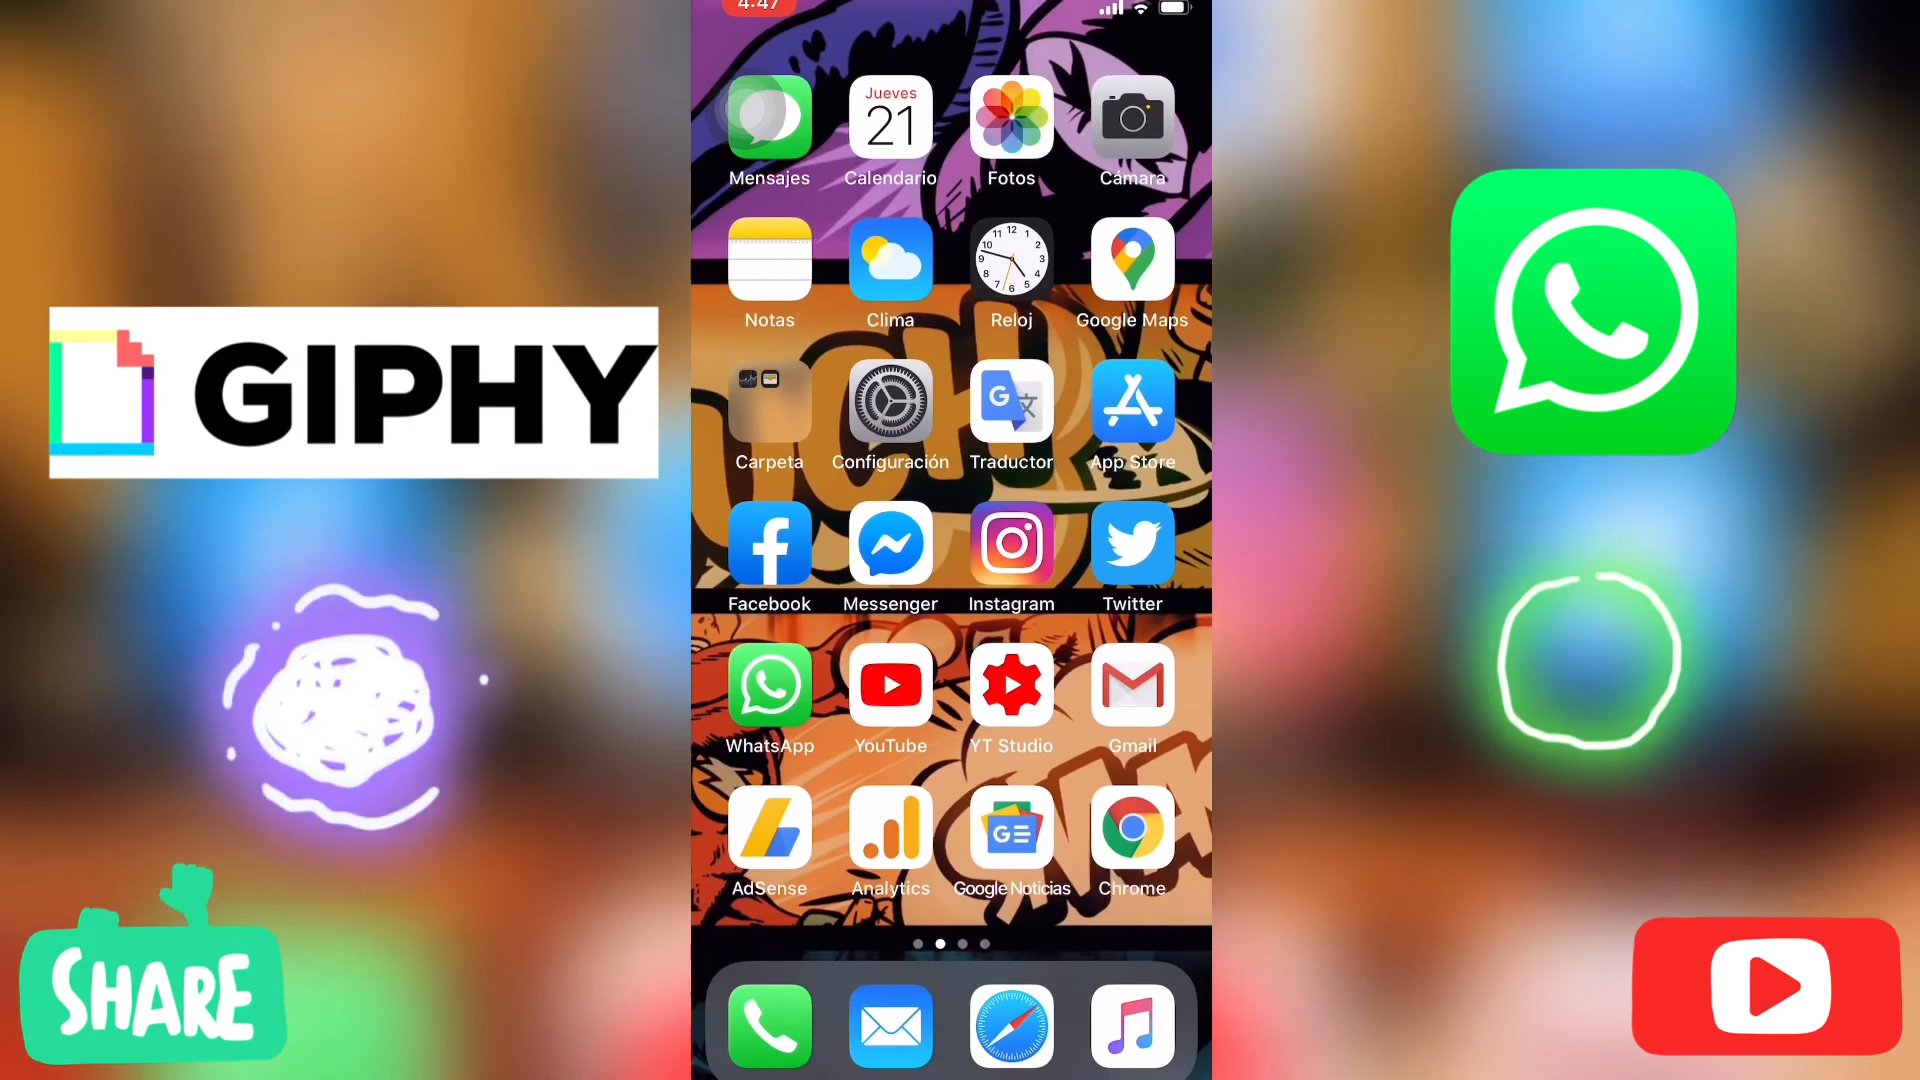 4:47
Jueves
21
Mensajes
Calendario
Fotos
Cámara
Notas
Clima
Reloj
Google Maps
GIPHY
Carpeta
Configuración
Traductor
App Store
Facebook
Messenger
Instagram
Twitter
WhatsApp
YouTube
YT Studio
Gmail
AdSense
Analytics
Google Noticias
Chrome
SHARE